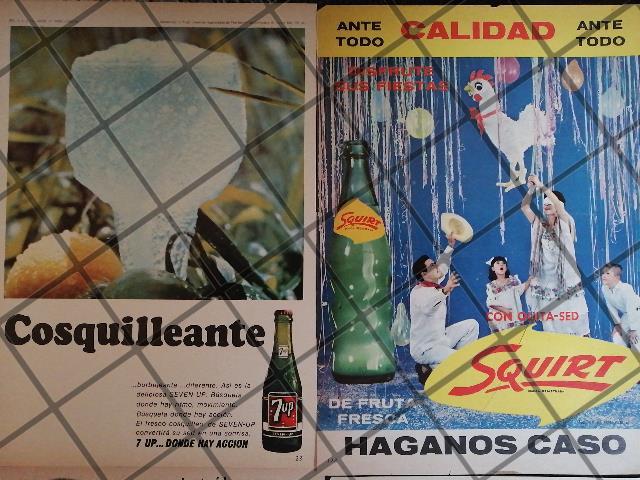 Cosquilleante
...burbujeante ...diferente. Así es la
deliciosa SEVEN-UP. Búsquela
donde hay ritmo, movimiento.
Búsquela donde hay acción.
El fresco cosquilleo de SEVEN-UP
convertirá su sed en una sonrisa.
7 UP... DONDE HAY ACCION
7up
23
ANTE TODO CALIDAD ANTE TODO
DISFRUTE
SUS FIESTAS
SQUIRT
CON QUITA-SED
SQUIRT
DE FRUTA
FRESCA
HAGANOS CASO